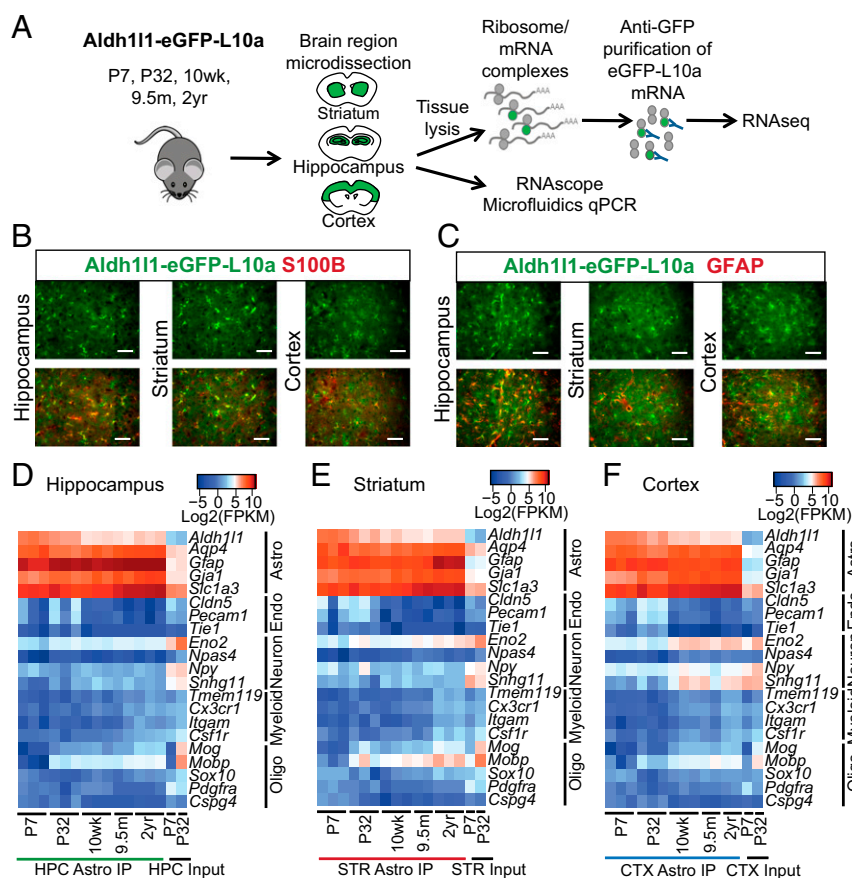 A
Aldh1l1-eGFP-L10a
P7, P32, 10wk,
9.5m, 2yr
Brain region
microdissection
Striatum
Hippocampus
Cortex
Tissue
lysis
Ribosome/
mRNA
complexes
AAA
AAA
AAA
AAA
Anti-GFP
purification of
eGFP-L10a
mRNA
RNAseq
RNAscope
Microfluidics qPCR
B
Aldh1l1-eGFP-L10a S100B
Hippocampus
Striatum
Cortex
C
Aldh1l1-eGFP-L10a GFAP
Hippocampus
Striatum
Cortex
D
Hippocampus
−5 0 5 10
Log2(FPKM)
Aldh1l1
Aqp4
Gfap
Gja1
Slc1a3
Cldn5
Pecam1
Tie1
Eno2
Npas4
Npy
Snhg11
Tmem119
Cx3cr1
Itgam
Csf1r
Mog
Mobp
Sox10
Pdgfra
Cspg4
Astro
Endo
Neuron
Myeloid
Oligo
P7
P32
10wk
9.5m
2yr
P7
P32
HPC Astro IP
HPC Input
E
Striatum
−5 0 5 10
Log2(FPKM)
Aldh1l1
Aqp4
Gfap
Gja1
Slc1a3
Cldn5
Pecam1
Tie1
Eno2
Npas4
Npy
Snhg11
Tmem119
Cx3cr1
Itgam
Csf1r
Mog
Mobp
Sox10
Pdgfra
Cspg4
Astro
Endo
Neuron
Myeloid
Oligo
P7
P32
10wk
9.5m
2yr
P7
P32
STR Astro IP
STR Input
F
Cortex
−5 0 5 10
Log2(FPKM)
Aldh1l1
Aqp4
Gfap
Gja1
Slc1a3
Cldn5
Pecam1
Tie1
Eno2
Npas4
Npy
Snhg11
Tmem119
Cx3cr1
Itgam
Csf1r
Mog
Mobp
Sox10
Pdgfra
Cspg4
Astro
Endo
Neuron
Myeloid
Oligo
P7
P32
10wk
9.5m
2yr
P7
P32
CTX Astro IP
CTX Input